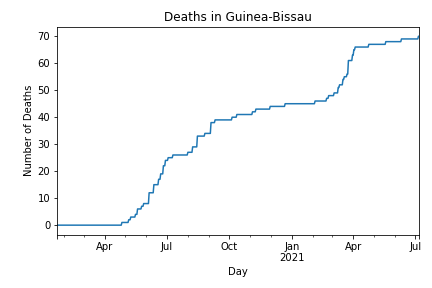 Deaths in Guinea-Bissau
70
60
50
40
30
20
10
0
Number of Deaths
Apr Jul Oct Jan Apr Jul
2021
Day